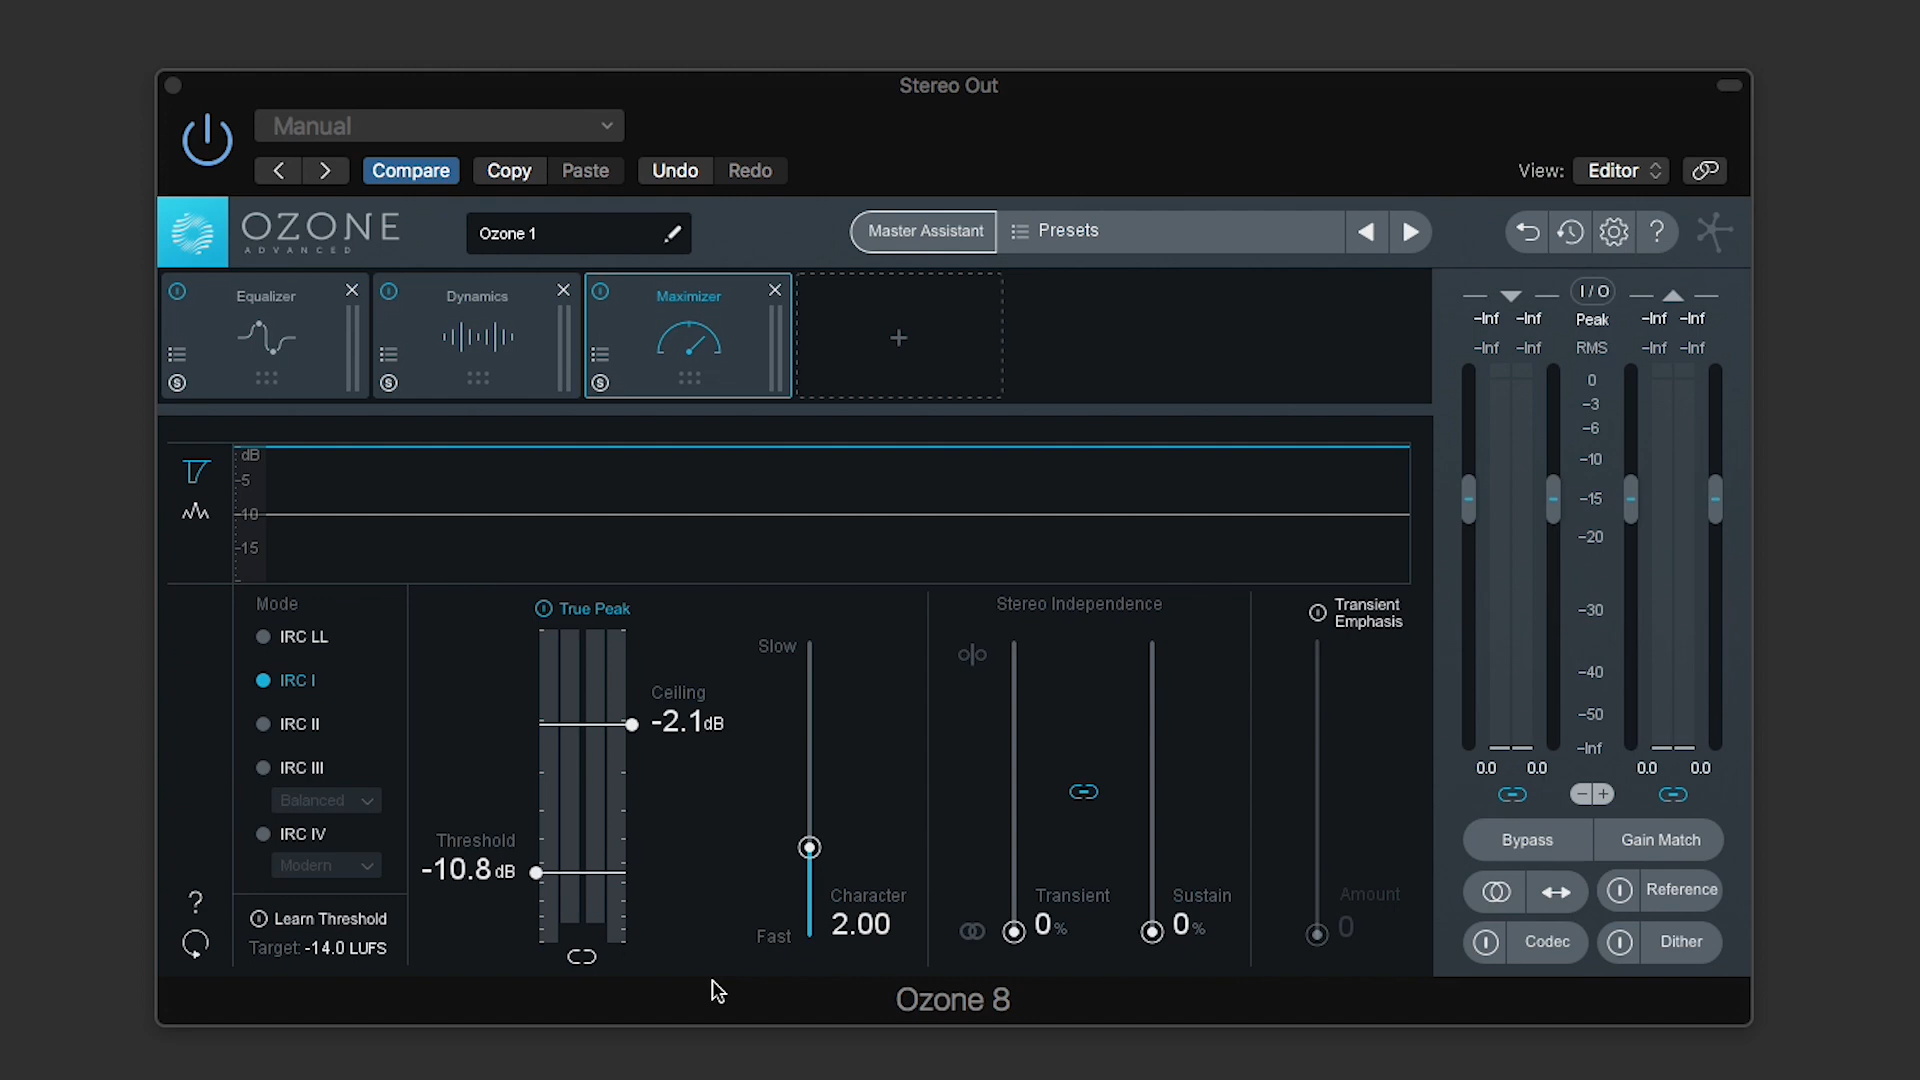 Stereo Out
Manual
Compare Copy Paste Undo Redo View: Editor
OZONE
ADVANCED
Ozone 1
Master Assistant Presets ?
Equalizer Dynamics Maximizer
S S S
+
I / O
-Inf -Inf Peak -Inf -Inf
-Inf -Inf RMS -Inf -Inf
0
-3
-6
-10
-15
-20
-30
-40
-50
-Inf
0.0 0.0 0.0 0.0
− +
Bypass Gain Match
Reference
Codec Dither
dB
-5
-10
-15
Mode
IRC LL
IRC I
IRC II
IRC III
Balanced
IRC IV
Modern
Learn Threshold
Target: -14.0 LUFS
?
True Peak
Ceiling
-2.1dB
Threshold
-10.8 dB
Slow
Character
2.00
Fast
Stereo Independence
Transient
0%
Sustain
0%
Transient
Emphasis
Amount
0
Ozone 8